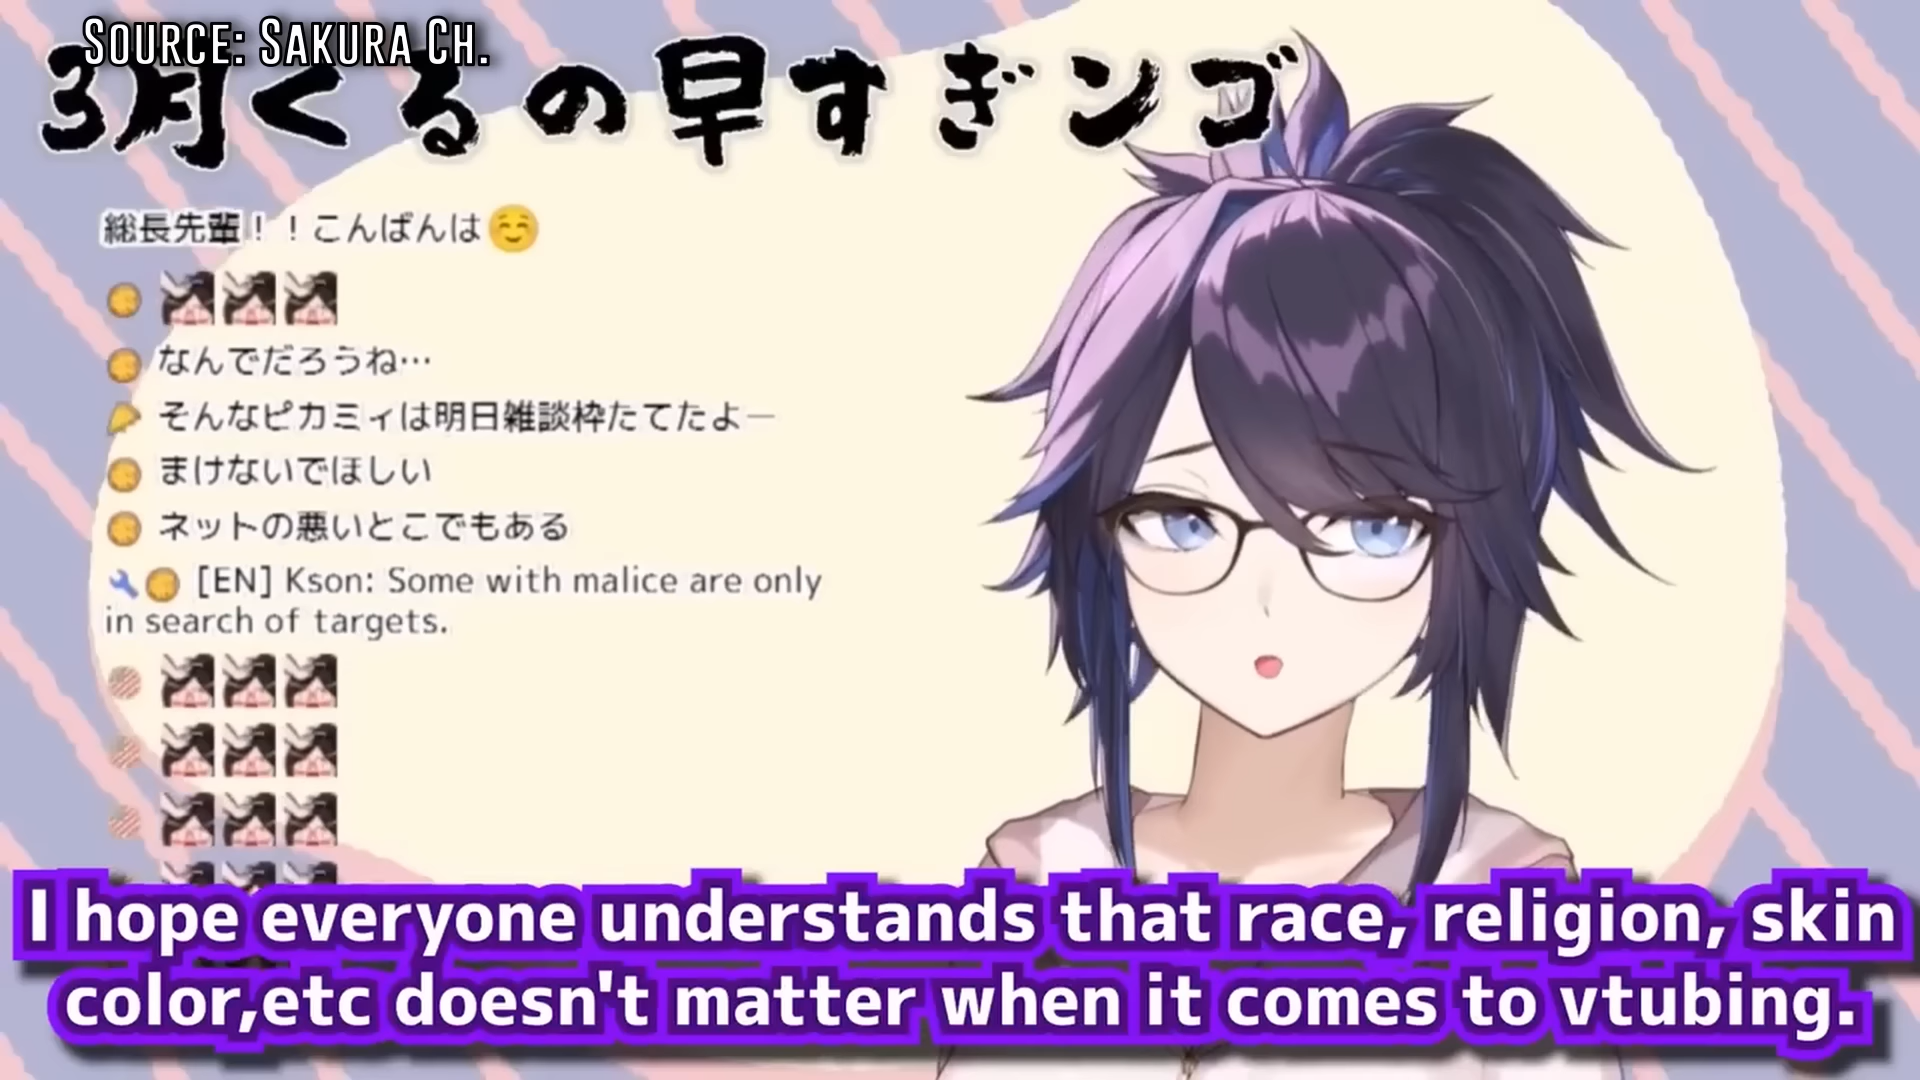 SOURCE: SAKURA CH.
3月くるの早すぎンゴ
総長先輩！！こんばんは
なんでだろうね…
そんなピカミィは明日雑談枠たてたよー
まけないでほしい
ネットの悪いとこでもある
[EN] Kson: Some with malice are only
in search of targets.
I hope everyone understands that race, religion, skin
color,etc doesn't matter when it comes to vtubing.